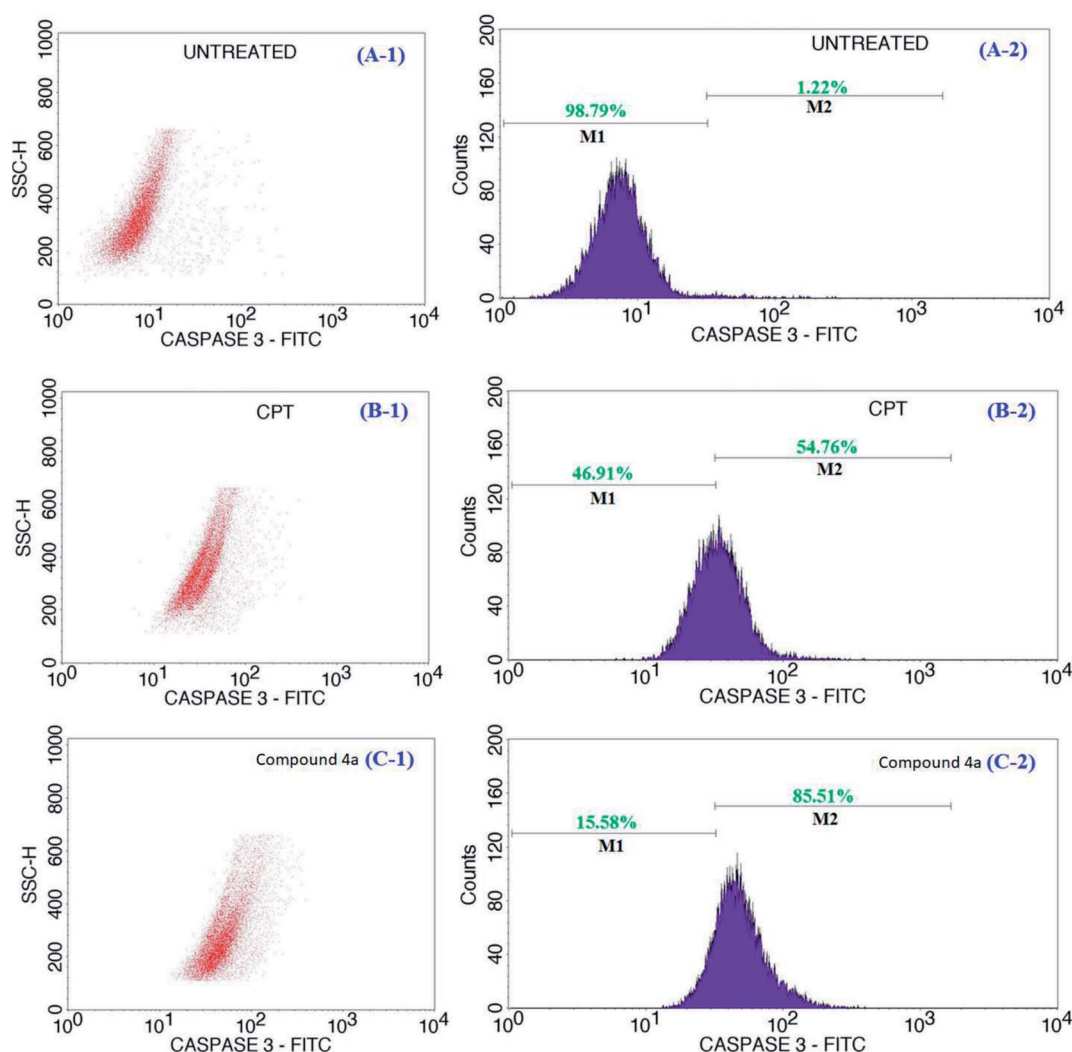 UNTREATED (A-1)
SSC-H
1000
800
600
400
200
0
10^0 10^1 10^2 10^3 10^4
CASPASE 3 - FITC
UNTREATED (A-2)
Counts
200
160
120
80
40
0
98.79%
M1
1.22%
M2
10^0 10^1 10^2 10^3 10^4
CASPASE 3 - FITC
CPT (B-1)
SSC-H
1000
800
600
400
200
0
10^0 10^1 10^2 10^3 10^4
CASPASE 3 - FITC
CPT (B-2)
Counts
200
160
120
80
40
0
46.91%
M1
54.76%
M2
10^0 10^1 10^2 10^3 10^4
CASPASE 3 - FITC
Compound 4a (C-1)
SSC-H
1000
800
600
400
200
0
10^0 10^1 10^2 10^3 10^4
CASPASE 3 - FITC
Compound 4a (C-2)
Counts
200
160
120
80
40
0
15.58%
M1
85.51%
M2
10^0 10^1 10^2 10^3 10^4
CASPASE 3 - FITC